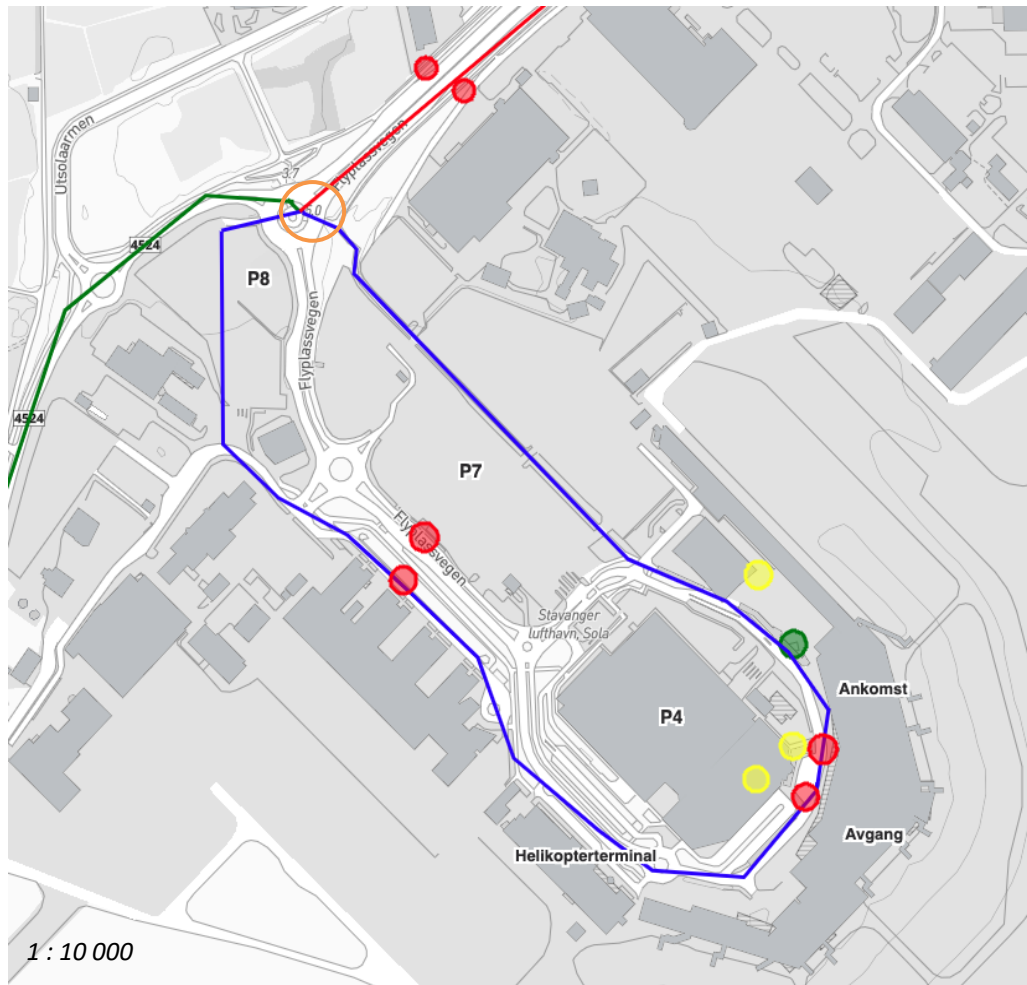 Utsolaarmen
Flyplassvegen
3.7
5.0
4524
P8
Flyplassvegen
4524
P7
Flyplassvegen
Stavanger
lufthavn, Sola
Ankomst
P4
Avgang
Helikopterterminal
1 : 10 000